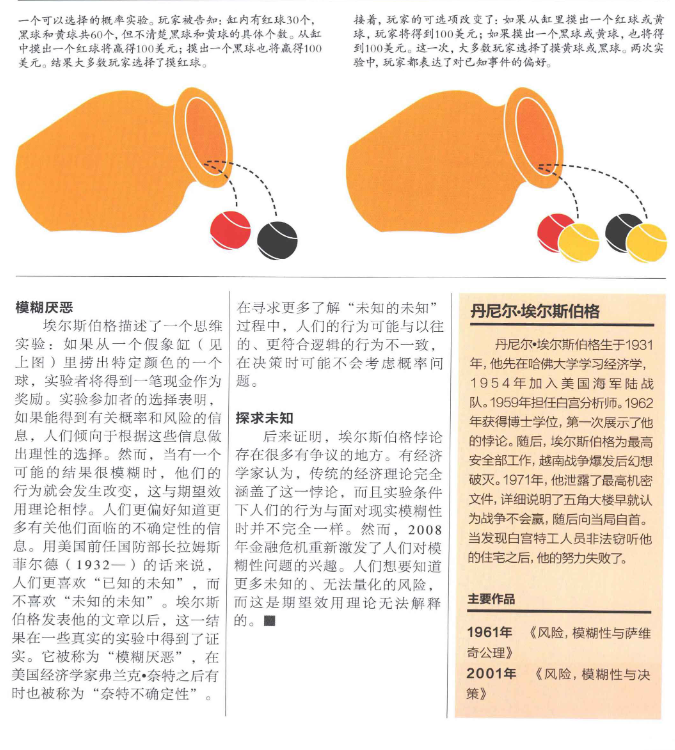 一个可以选择的概率实验。玩家被告知：缸内有红球30个，
黑球和黄球共60个，但不清楚黑球和黄球的具体个数。从缸
中摸出一个红球将赢得100美元；摸出一个黑球也将赢得100
美元。结果大多数玩家选择了摸红球。
接着，玩家的可选项改变了：如果从缸里摸出一个红球或黄
球，玩家将得到100美元；如果摸出一个黑球或黄球，也将得
到100美元。这一次，大多数玩家选择了摸黄球或黑球。两次实
验中，玩家都表达了对已知事件的偏好。
模糊厌恶
埃尔斯伯格描述了一个思维
实验：如果从一个假象缸（见
上图）里捞出特定颜色的一个
球，实验者将得到一笔现金作为
奖励。实验参加者的选择表明，
如果能得到有关概率和风险的信
息，人们倾向于根据这些信息做
出理性的选择。然而，当有一个
可能的结果很模糊时，他们的
行为就会发生改变，这与期望效
用理论相悖。人们更偏好知道更
多有关他们面临的不确定性的信
息。用美国前任国防部长拉姆斯
菲尔德（1932—）的话来说，
人们更喜欢“已知的未知”，而
不喜欢“未知的未知”。埃尔斯
伯格发表他的文章以后，这一结
果在一些真实的实验中得到了证
实。它被称为“模糊厌恶”，在
美国经济学家弗兰克•奈特之后有
时也被称为“奈特不确定性”。
在寻求更多了解“未知的未知”
过程中，人们的行为可能与以往
的、更符合逻辑的行为不一致，
在决策时可能不会考虑概率问
题。
探求未知
后来证明，埃尔斯伯格悖论
存在很多有争议的地方。有经济
学家认为，传统的经济理论完全
涵盖了这一悖论，而且实验条件
下人们的行为与面对现实模糊性
时并不完全一样。然而，2008
年金融危机重新激发了人们对模
糊性问题的兴趣。人们想要知道
更多未知的、无法量化的风险，
而这是期望效用理论无法解释
的。■
丹尼尔•埃尔斯伯格
丹尼尔•埃尔斯伯格生于1931
年，他先在哈佛大学学习经济学，
1954年加入美国海军陆战
队。1959年担任白宫分析师。1962
年获得博士学位，第一次展示了他
的悖论。随后，埃尔斯伯格为最高
安全部工作，越南战争爆发后幻想
破灭。1971年，他泄露了最高机密
文件，详细说明了五角大楼早就认
为战争不会赢，随后向当局自首。
当发现白宫特工人员非法窃听他
的住宅之后，他的努力失败了。
主要作品
1961年 《风险，模糊性与萨维
奇公理》
2001年 《风险，模糊性与决
策》